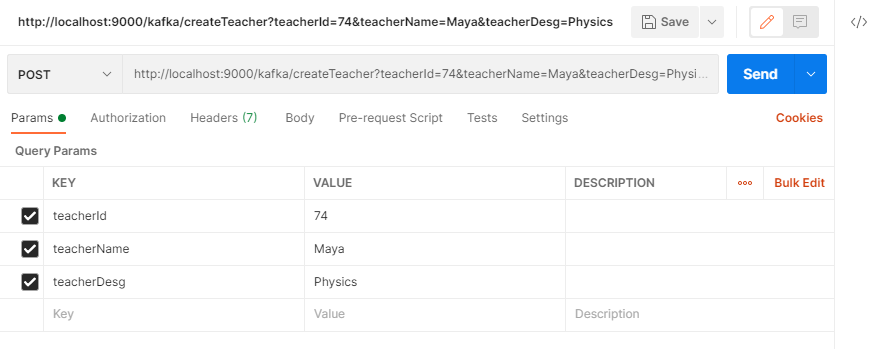 http://localhost:9000/kafka/createTeacher?teacherId=74&teacherName=Maya&teacherDesg=Physics Save </>
POST http://localhost:9000/kafka/createTeacher?teacherId=74&teacherName=Maya&teacherDesg=Physi... Send
Params Authorization Headers (7) Body Pre-request Script Tests Settings Cookies
Query Params
KEY VALUE DESCRIPTION ooo Bulk Edit
teacherId 74
teacherName Maya
teacherDesg Physics
Key Value Description